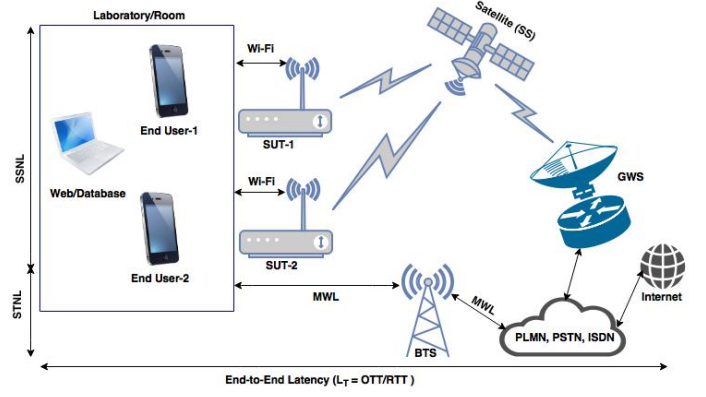 Laboratory/Room
Satellite (SS)
Wi-Fi
End User-1
SUT-1
SSNL
Web/Database
Wi-Fi
GWS
End User-2
SUT-2
Internet
STNL
MWL
MWL
BTS
PLMN, PSTN, ISDN
End-to-End Latency (L_T = OTT/RTT )